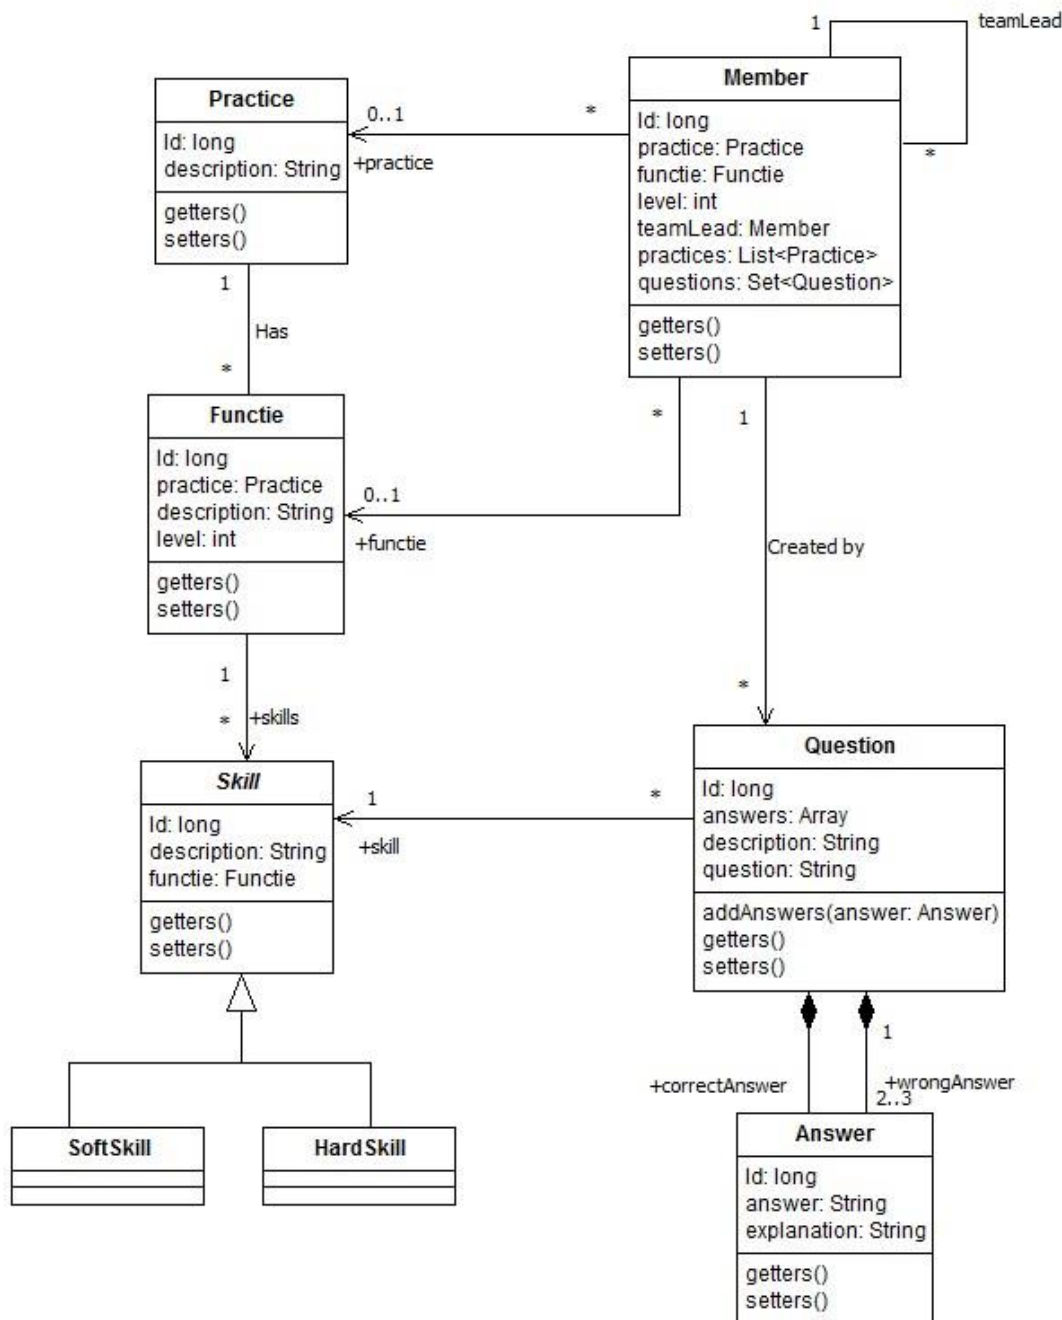 1
teamLead
*
Member
Id: long
practice: Practice
functie: Functie
level: int
teamLead: Member
practices: List<Practice>
questions: Set<Question>
getters()
setters()
Practice
Id: long
description: String
getters()
setters()
0..1
*
+practice
1
Has
*
Functie
Id: long
practice: Practice
description: String
level: int
getters()
setters()
*
0..1
+functie
1
Created by
*
1
*
+skills
Skill
Id: long
description: String
functie: Functie
getters()
setters()
1
*
+skill
Question
Id: long
answers: Array
description: String
question: String
addAnswers(answer: Answer)
getters()
setters()
SoftSkill
HardSkill
1
+correctAnswer
+wrongAnswer
2..3
Answer
Id: long
answer: String
explanation: String
getters()
setters()